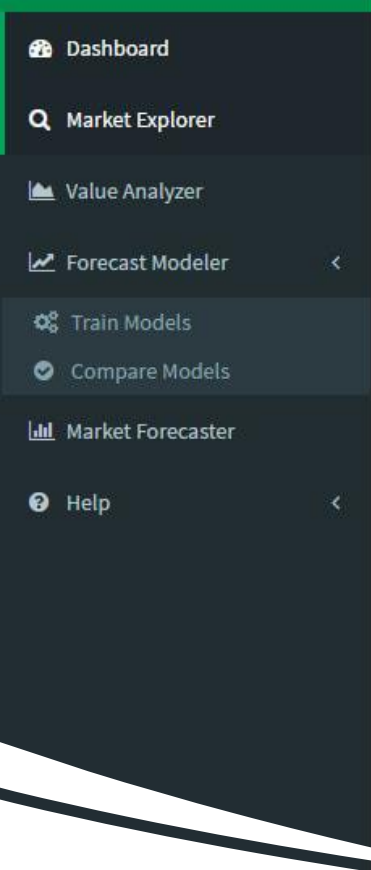 Dashboard
Market Explorer
Value Analyzer
Forecast Modeler
Train Models
Compare Models
Market Forecaster
Help